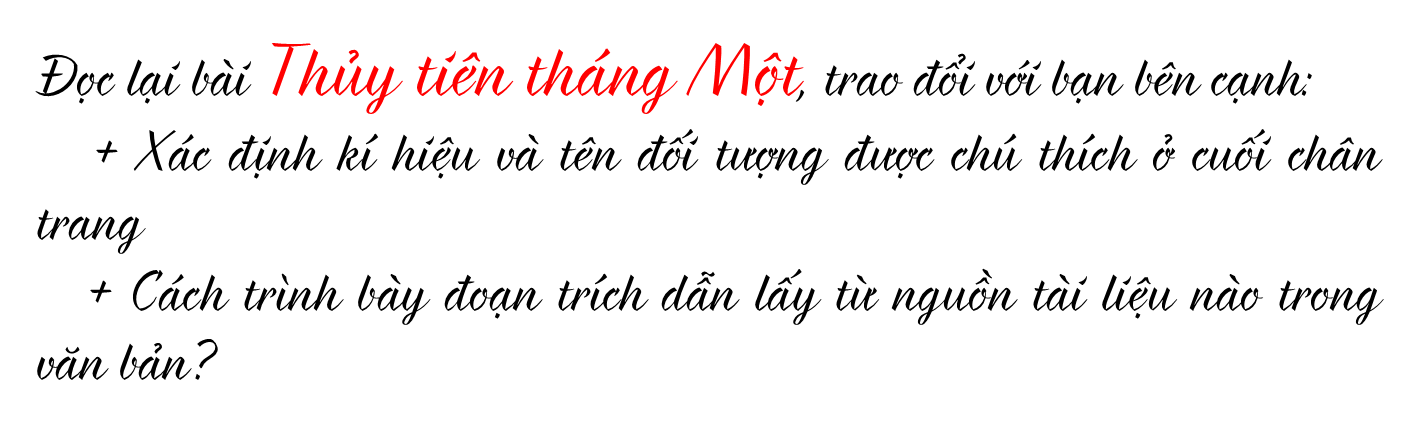 Đọc lại bài Thủy tiên tháng Một, trao đổi với bạn bên cạnh:
+ Xác định kí hiệu và tên đối tượng được chú thích ở cuối chân
trang
+ Cách trình bày đoạn trích dẫn lấy từ nguồn tài liệu nào trong
văn bản?